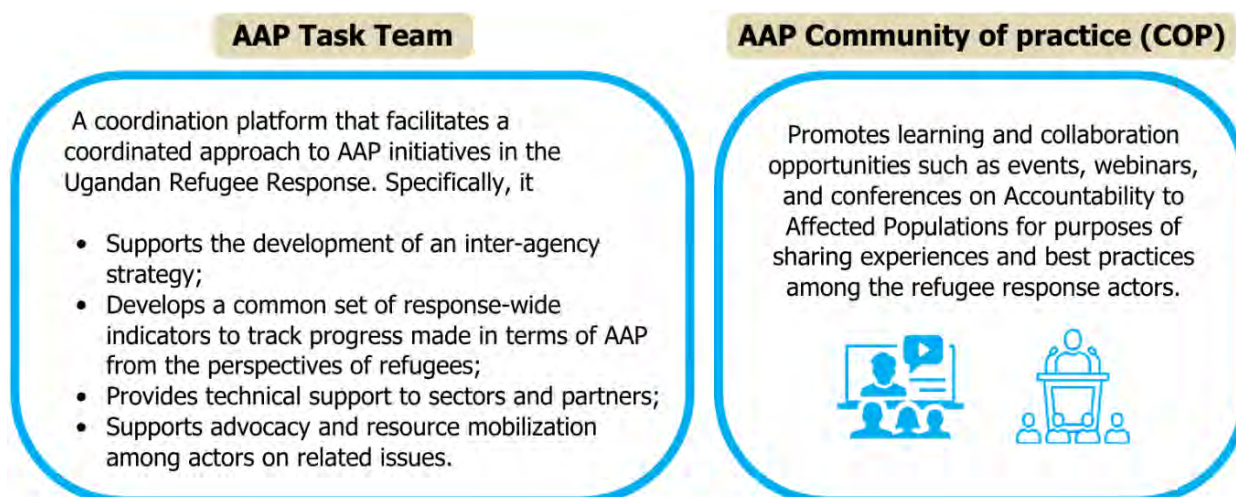 AAP Task Team
A coordination platform that facilitates a
coordinated approach to AAP initiatives in the
Ugandan Refugee Response. Specifically, it
• Supports the development of an inter-agency
strategy;
• Develops a common set of response-wide
indicators to track progress made in terms of AAP
from the perspectives of refugees;
• Provides technical support to sectors and partners;
• Supports advocacy and resource mobilization
among actors on related issues.
AAP Community of practice (COP)
Promotes learning and collaboration
opportunities such as events, webinars,
and conferences on Accountability to
Affected Populations for purposes of
sharing experiences and best practices
among the refugee response actors.